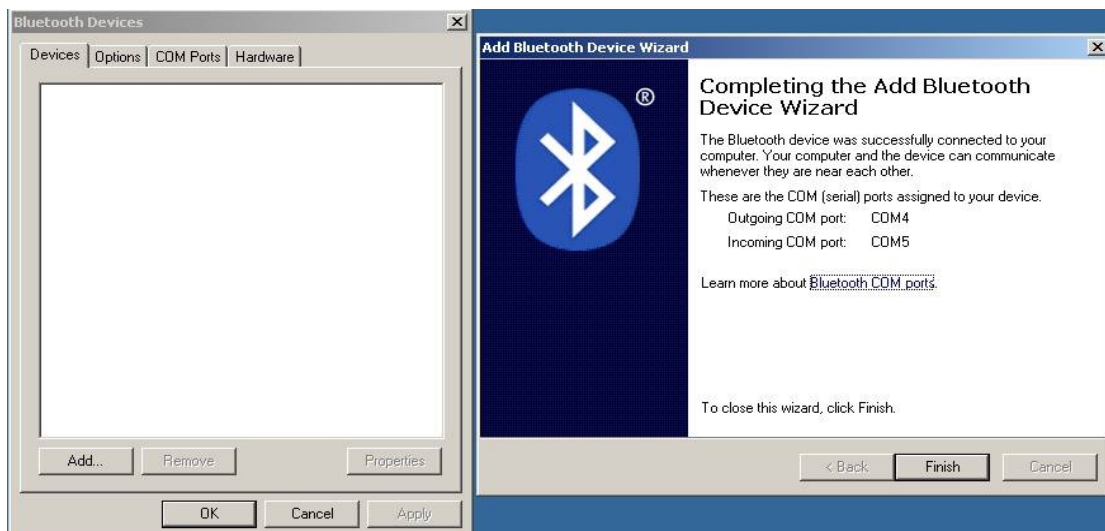 Bluetooth Devices
Devices
Options
COM Ports
Hardware
Add...
Remove
Properties
OK
Cancel
Apply
Add Bluetooth Device Wizard
®
Completing the Add Bluetooth
Device Wizard
The Bluetooth device was successfully connected to your
computer. Your computer and the device can communicate
whenever they are near each other.
These are the COM (serial) ports assigned to your device.
Outgoing COM port: COM4
Incoming COM port: COM5
Learn more about Bluetooth COM ports.
To close this wizard, click Finish.
< Back
Finish
Cancel